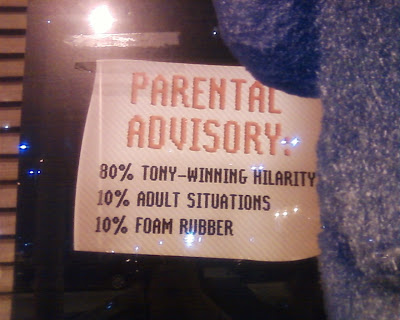 PARENTAL
ADVISORY:
80% TONY-WINNING HILARITY
10% ADULT SITUATIONS
10% FOAM RUBBER